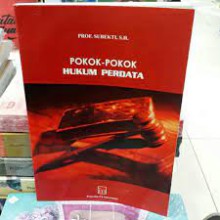 PROF. SUBEKTI, S.H.
POKOK-POKOK
HUKUM PERDATA